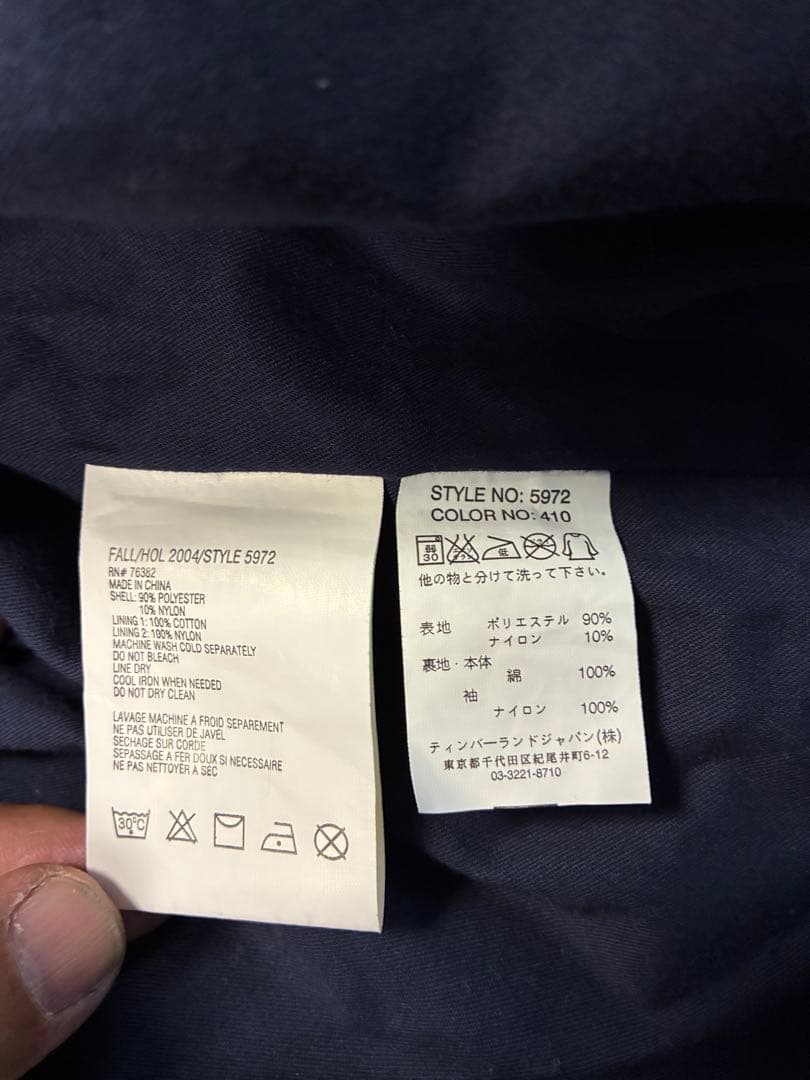 FALL/HOL 2004/STYLE 5972
RN# 76382
MADE IN CHINA
SHELL: 90% POLYESTER
10% NYLON
LINING 1: 100% COTTON
LINING 2: 100% NYLON
MACHINE WASH COLD SEPARATELY
DO NOT BLEACH
LINE DRY
COOL IRON WHEN NEEDED
DO NOT DRY CLEAN
LAVAGE MACHINE A FROID SEPAREMENT
NE PAS UTILISER DE JAVEL
SECHAGE SUR CORDE
SEPASSAGE A FER DOUX SI NECESSAIRE
NE PAS NETTOYER A SEC
30°C
STYLE NO: 5972
COLOR NO: 410
弱
30
低
他の物と分けて洗って下さい。
表地 ポリエステル 90%
ナイロン 10%
裏地・本体
綿 100%
袖
ナイロン 100%
ティンバーランドジャパン(株)
東京都千代田区紀尾井町6-12
03-3221-8710